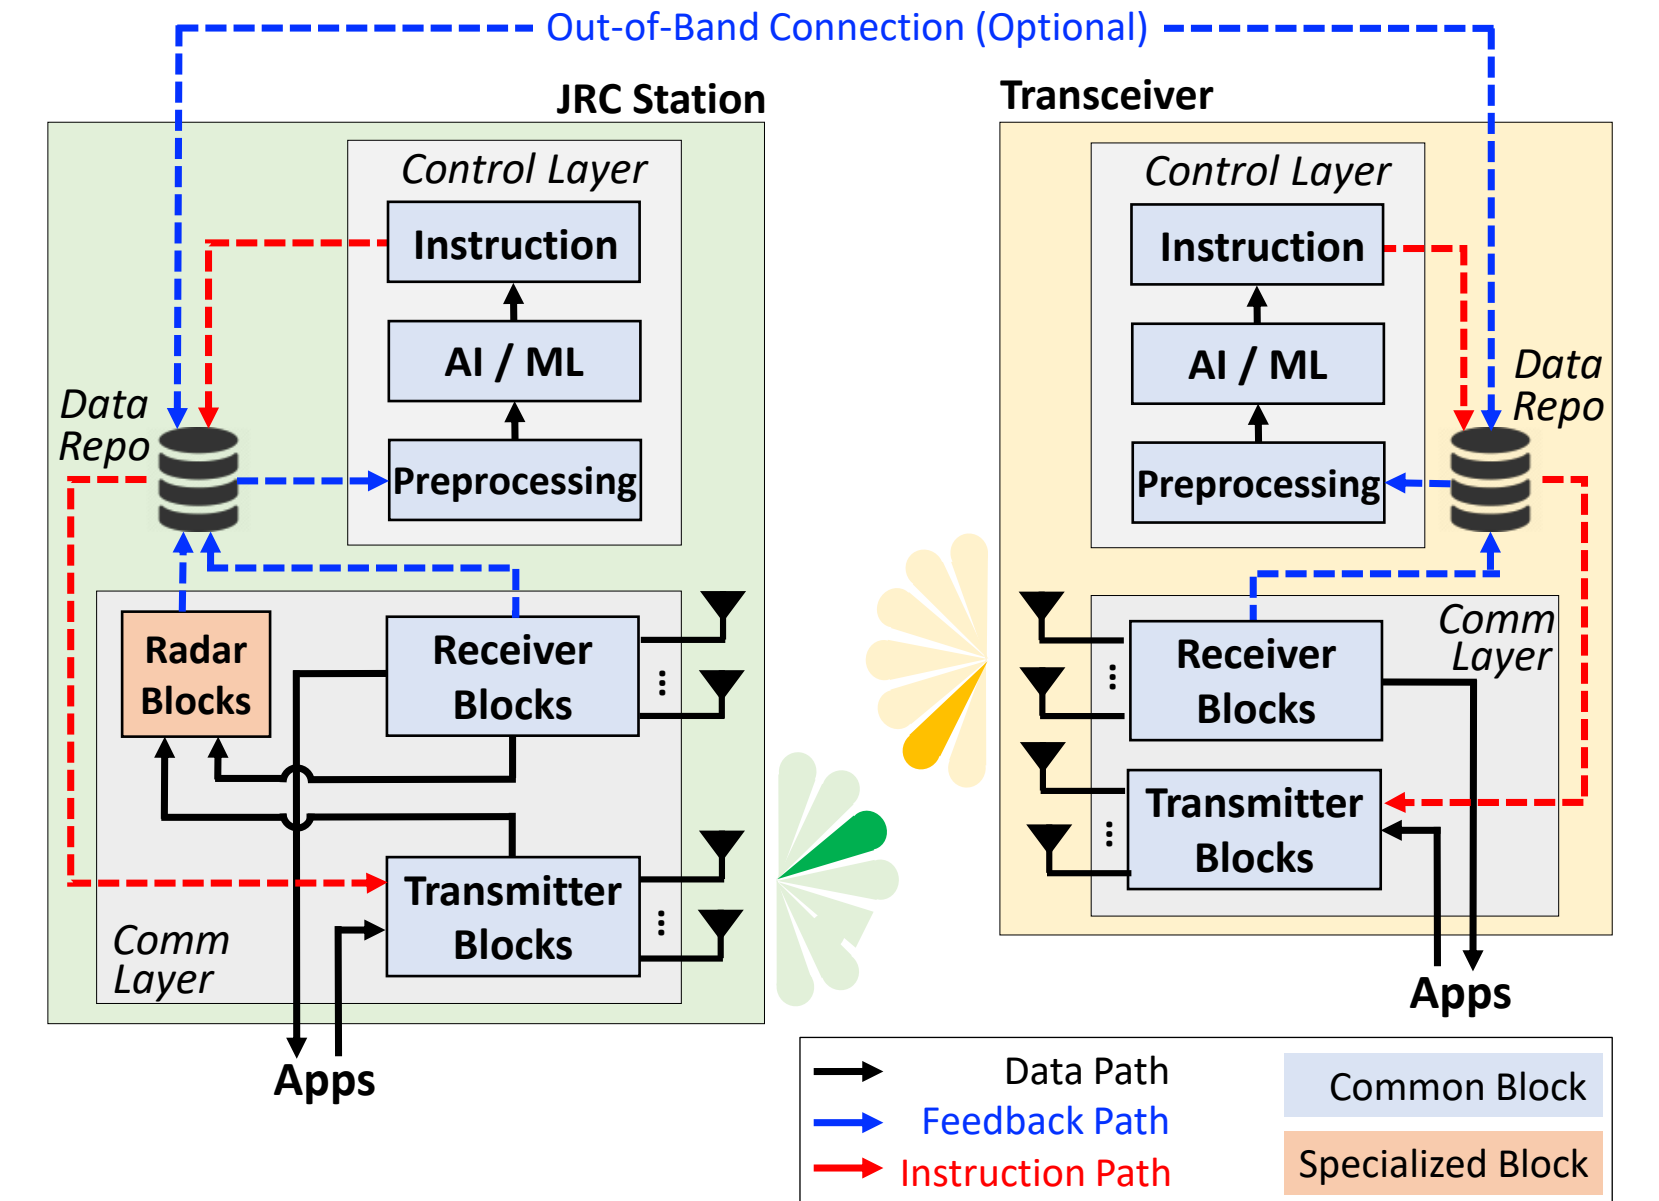 Out-of-Band Connection (Optional)
JRC Station
Control Layer
Instruction
AI / ML
Preprocessing
Data
Repo
Radar
Blocks
Receiver
Blocks
...
Transmitter
Blocks
...
Comm
Layer
Apps
Transceiver
Control Layer
Instruction
AI / ML
Preprocessing
Data
Repo
Comm
Layer
Receiver
Blocks
...
Transmitter
Blocks
...
Apps
Data Path
Feedback Path
Instruction Path
Common Block
Specialized Block